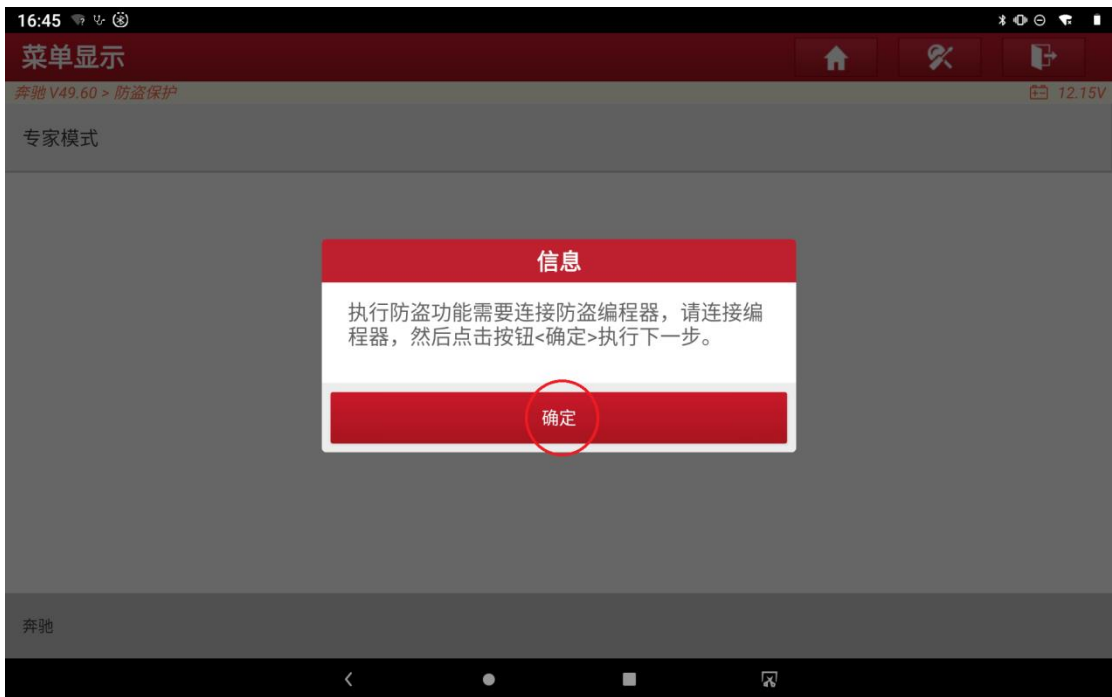 16:45
菜单显示
奔驰 V49.60 > 防盗保护
12.15V
专家模式
信息
执行防盗功能需要连接防盗编程器，请连接编
程器，然后点击按钮<确定>执行下一步。
确定
奔驰